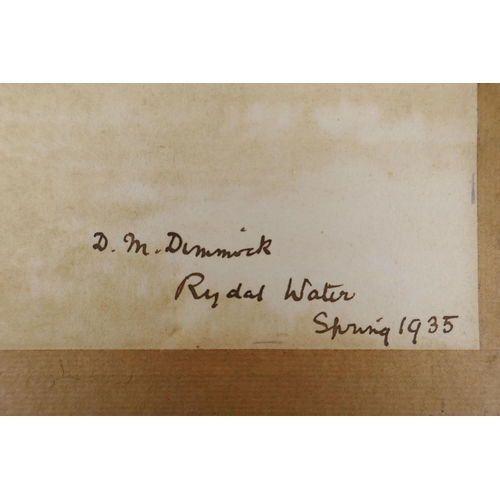 D. M. Dimmock
Rydal Water
Spring 1935